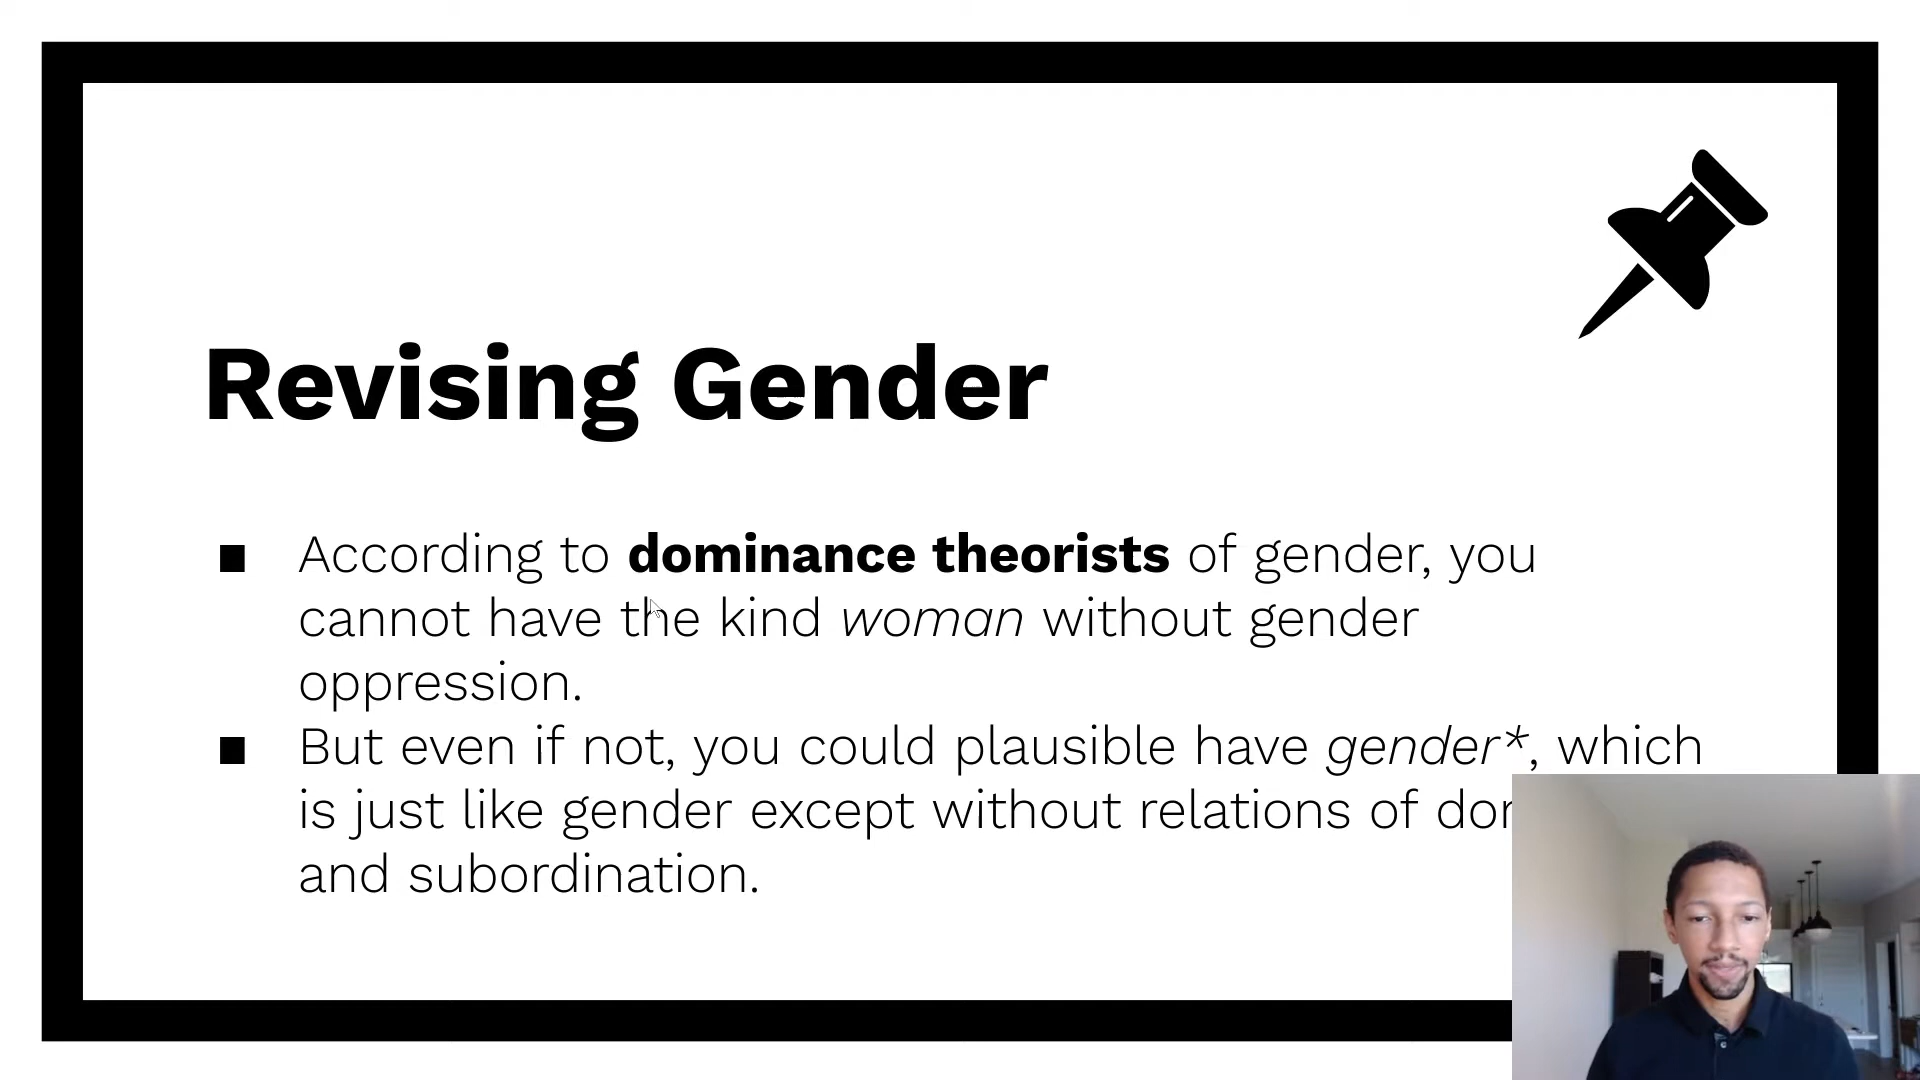 Revising Gender
■ According to dominance theorists of gender, you
cannot have the kind woman without gender
oppression.
■ But even if not, you could plausible have gender*, which
is just like gender except without relations of
and subordination.